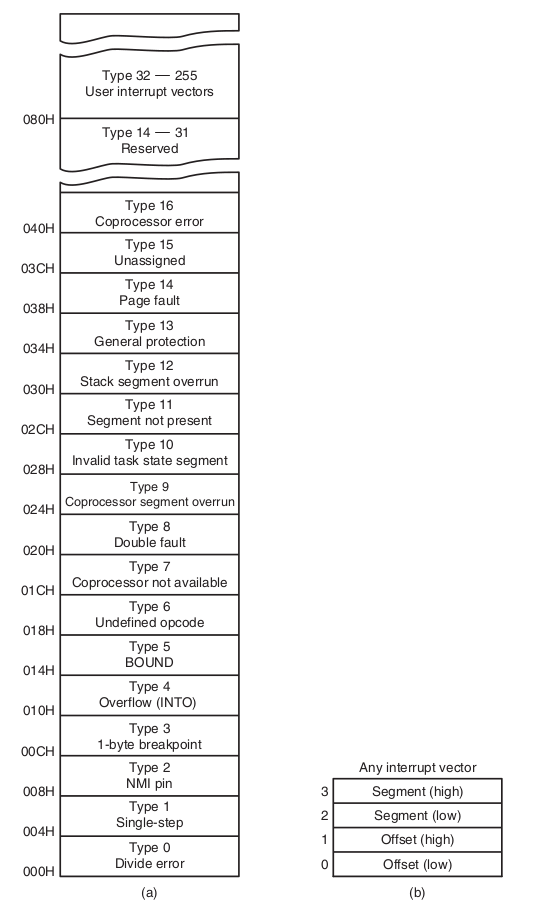 Type 32 — 255
User interrupt vectors
080H
Type 14 — 31
Reserved
Type 16
Coprocessor error
040H
Type 15
Unassigned
03CH
Type 14
Page fault
038H
Type 13
General protection
034H
Type 12
Stack segment overrun
030H
Type 11
Segment not present
02CH
Type 10
Invalid task state segment
028H
Type 9
Coprocessor segment overrun
024H
Type 8
Double fault
020H
Type 7
Coprocessor not available
01CH
Type 6
Undefined opcode
018H
Type 5
BOUND
014H
Type 4
Overflow (INTO)
010H
Type 3
1-byte breakpoint
00CH
Type 2
NMI pin
008H
Type 1
Single-step
004H
Type 0
Divide error
000H
(a)
Any interrupt vector
3 Segment (high)
2 Segment (low)
1 Offset (high)
0 Offset (low)
(b)